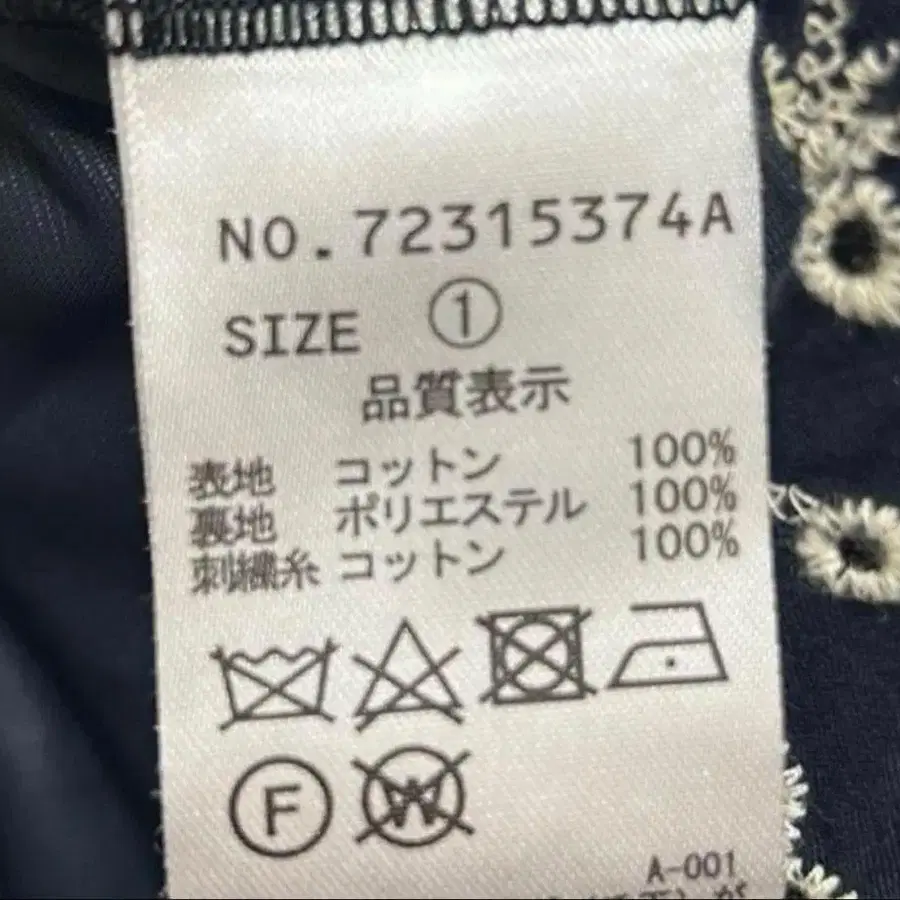 NO.72315374A
SIZE ①
品質表示
表地 コットン 100%
裏地 ポリエステル 100%
刺繍糸 コットン 100%
F
W
A-001